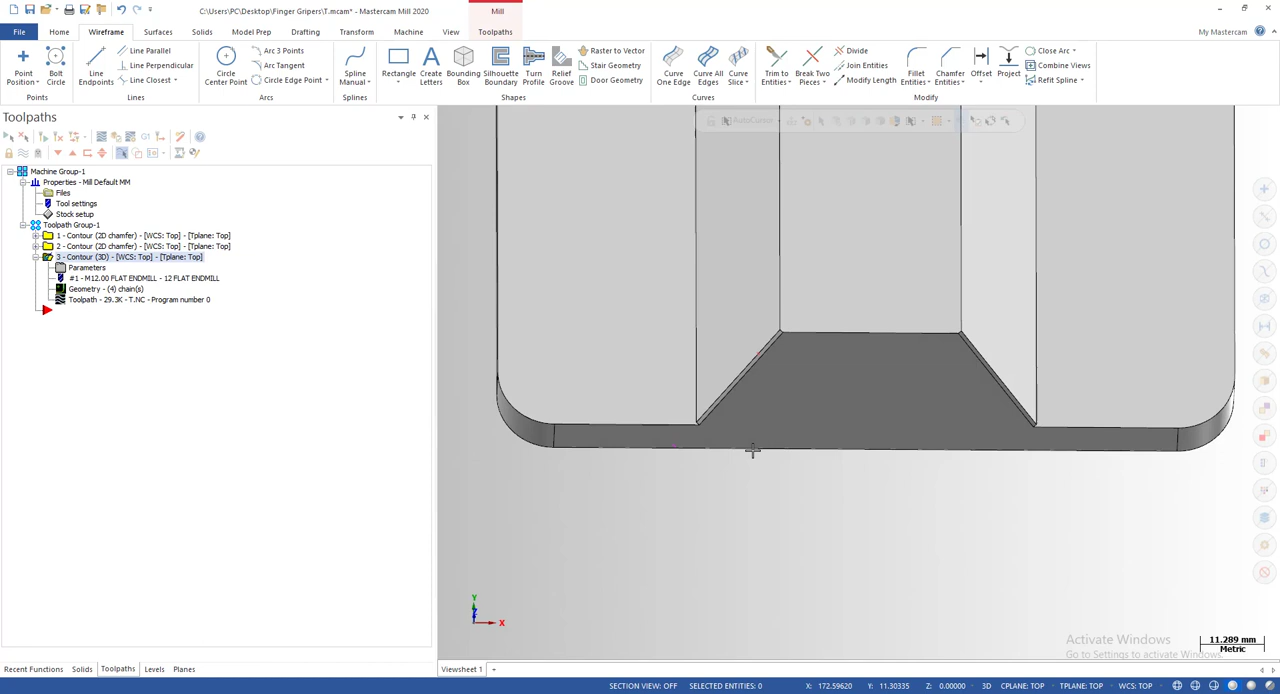 C:\Users\PC\Desktop\Finger Gripers\T.mcam* - Mastercam Mill 2020
Mill
File
Home
Wireframe
Surfaces
Solids
Model Prep
Drafting
Transform
Machine
View
Toolpaths
My Mastercam
Point Position
Bolt Circle
Points
Line Endpoints
Line Parallel
Line Perpendicular
Line Closest
Lines
Circle Center Point
Arc 3 Points
Arc Tangent
Circle Edge Point
Arcs
Spline Manual
Splines
Rectangle
Create Letters
Bounding Box
Silhouette Boundary
Turn Profile
Relief Groove
Raster to Vector
Stair Geometry
Door Geometry
Shapes
Curve One Edge
Curve All Edges
Curve Slice
Curves
Trim to Entities
Break Two Pieces
Divide
Join Entities
Modify Length
Fillet Entities
Chamfer Entities
Offset
Project
Close Arc
Combine Views
Refit Spline
Modify
Toolpaths
G1
AutoCursor
Machine Group-1
Properties - Mill Default MM
Files
Tool settings
Stock setup
Toolpath Group-1
1 - Contour (2D chamfer) - [WCS: Top] - [Tplane: Top]
2 - Contour (2D chamfer) - [WCS: Top] - [Tplane: Top]
3 - Contour (3D) - [WCS: Top] - [Tplane: Top]
Parameters
#1 - M12.00 FLAT ENDMILL - 12 FLAT ENDMILL
Geometry - (4) chain(s)
Toolpath - 29.3K - T.NC - Program number 0
Y
Z
X
Activate Windows
Go to Settings to activate Windows.
11.289 mm
Metric
Recent Functions
Solids
Toolpaths
Levels
Planes
Viewsheet 1
+
SECTION VIEW: OFF
SELECTED ENTITIES: 0
X: 172.59620
Y: 11.30335
Z: 0.00000
3D
CPLANE: TOP
TPLANE: TOP
WCS: TOP